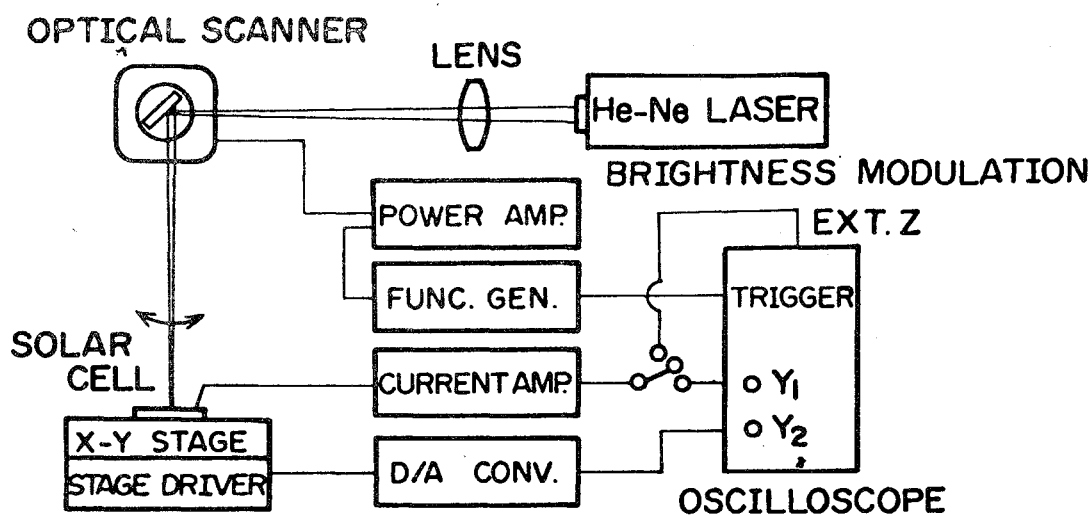 OPTICAL SCANNER
LENS
He-Ne LASER
BRIGHTNESS MODULATION
EXT. Z
POWER AMP.
FUNC. GEN.
TRIGGER
SOLAR
CELL
CURRENT AMP.
Y1
X-Y STAGE
Y2
STAGE DRIVER
D/A CONV.
OSCILLOSCOPE